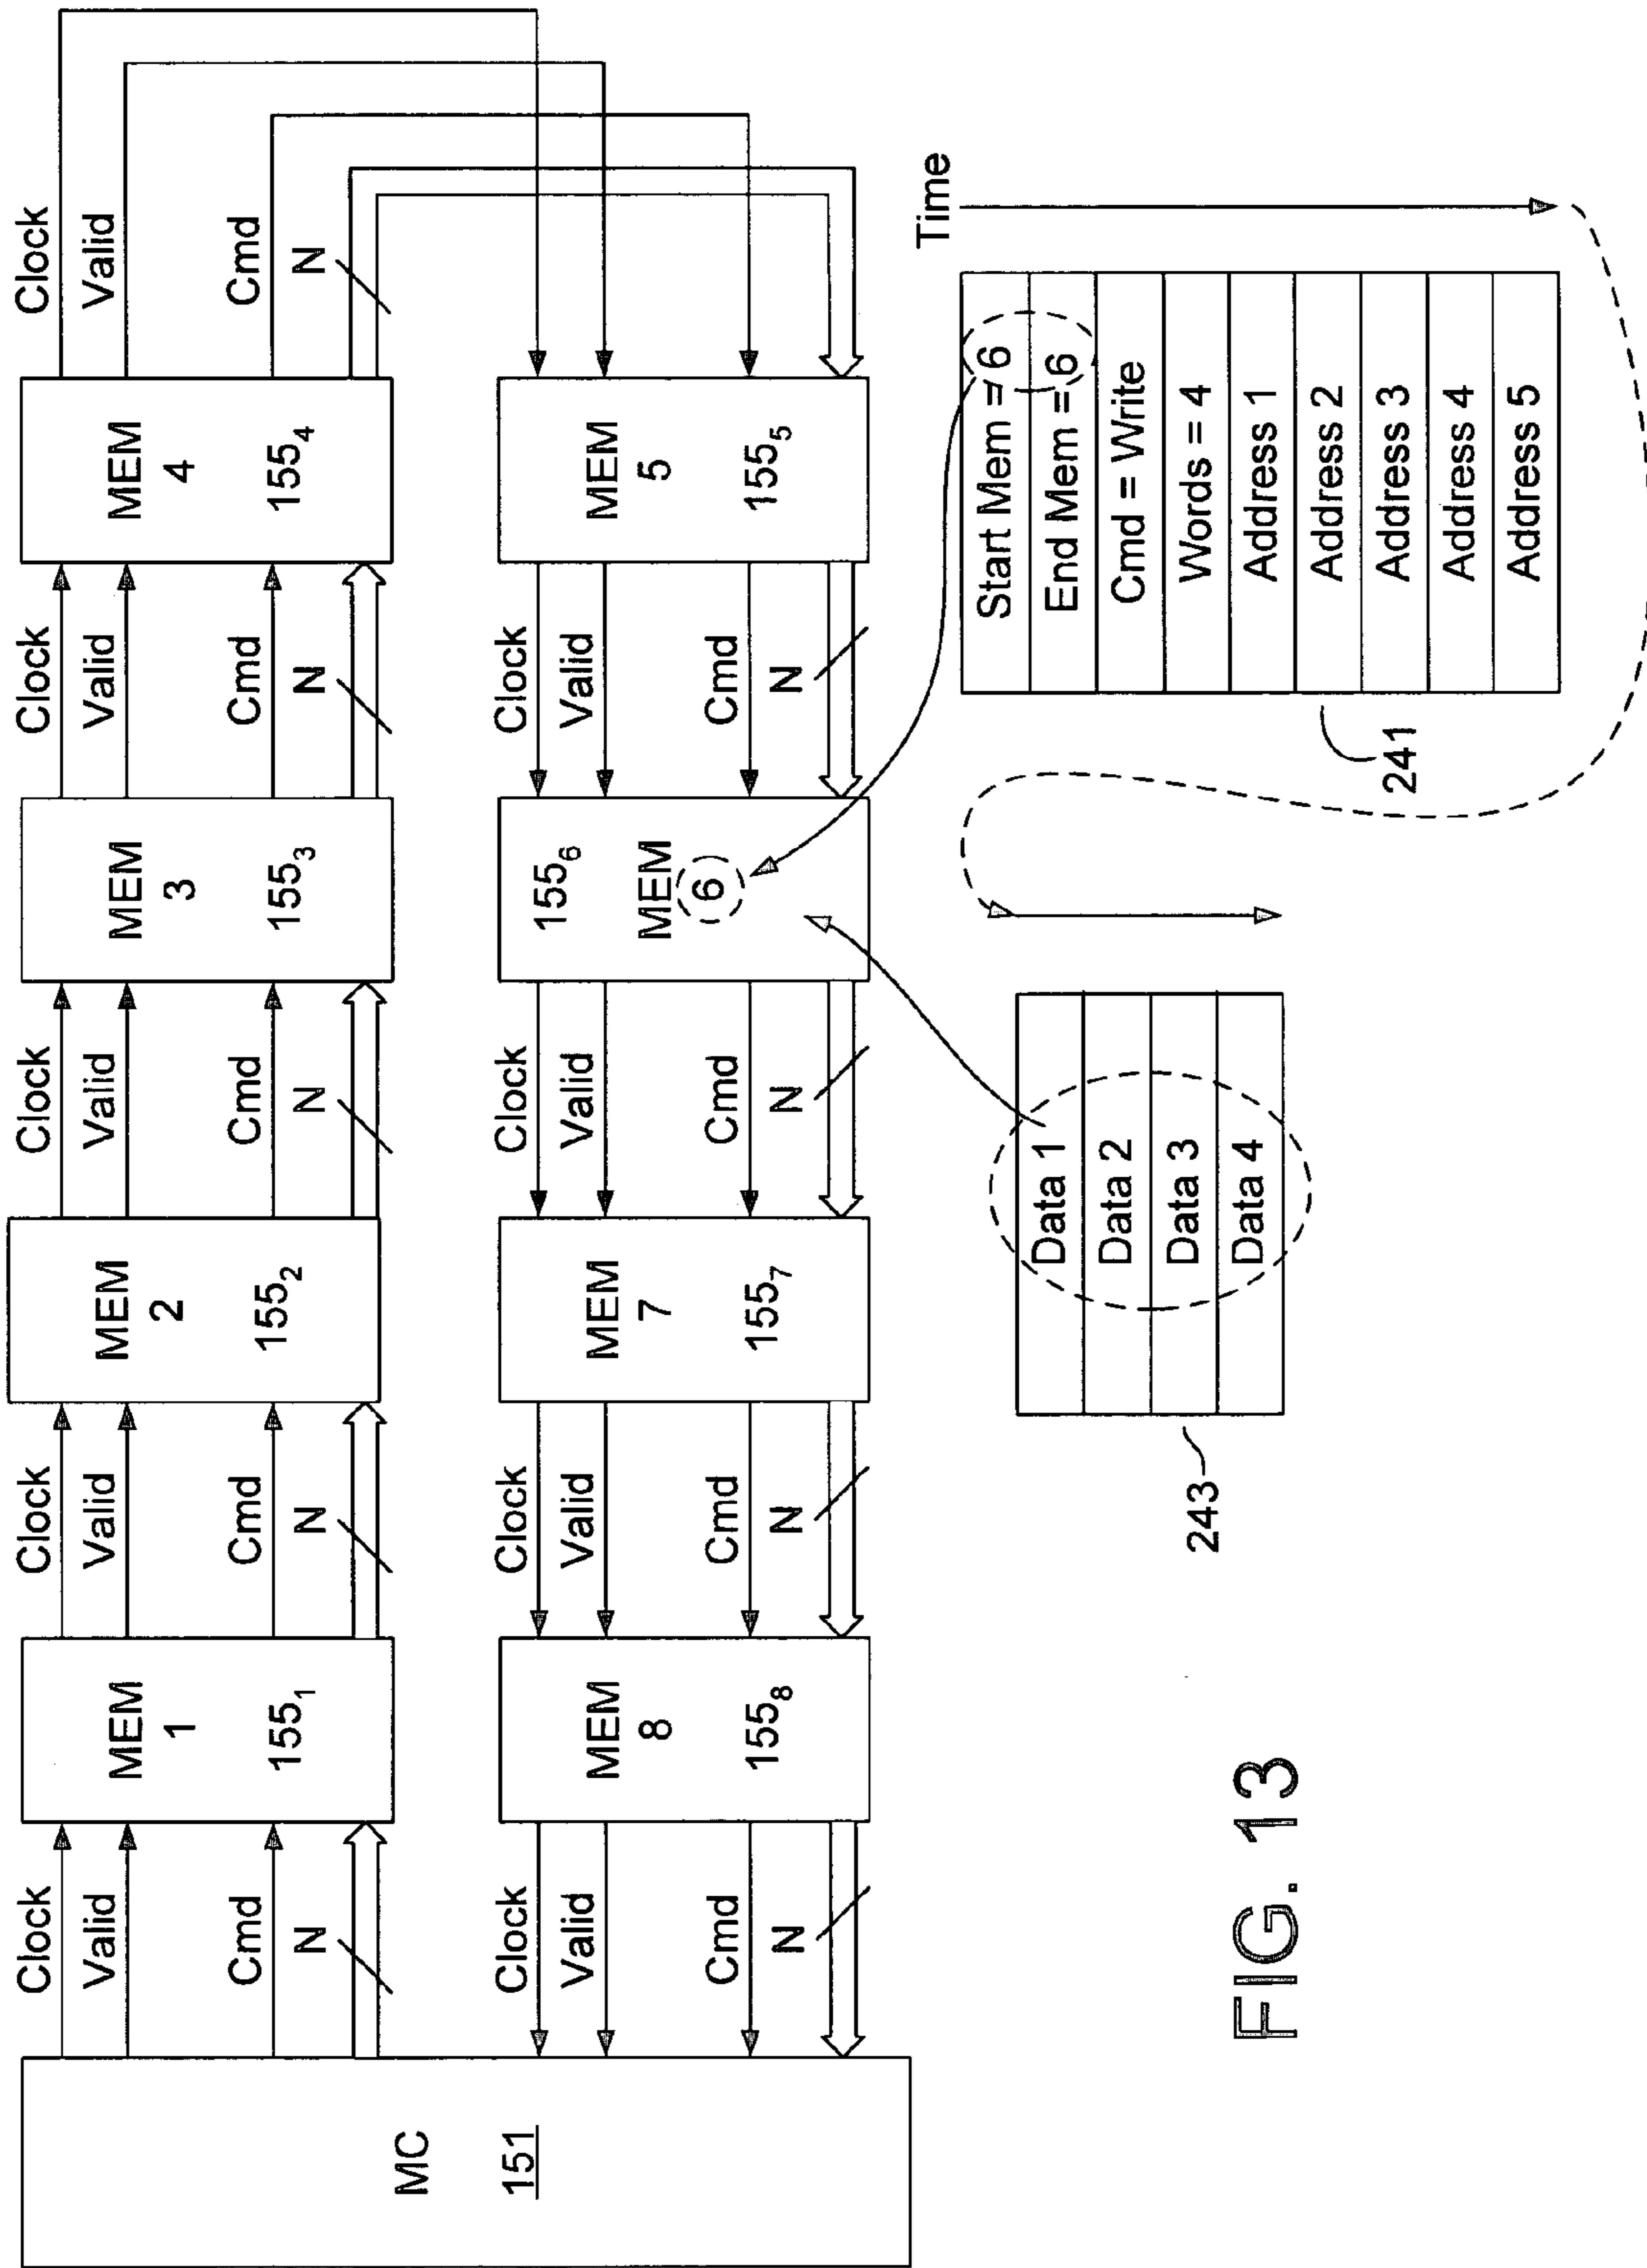 MC
151
Clock
Valid
Cmd
N
MEM
1
155₁
Clock
Valid
Cmd
N
MEM
2
155₂
Clock
Valid
Cmd
N
MEM
3
155₃
Clock
Valid
Cmd
N
MEM
4
155₄
Clock
Valid
Cmd
N
MEM
5
155₅
Clock
Valid
Cmd
N
155₆
MEM
6
Clock
Valid
Cmd
N
MEM
7
155₇
Clock
Valid
Cmd
N
MEM
8
155₈
Clock
Valid
Cmd
N
Time
Start Mem = 6
End Mem = 6
Cmd = Write
Words = 4
Address 1
Address 2
Address 3
Address 4
Address 5
241
Data 1
Data 2
Data 3
Data 4
243
FIG. 13